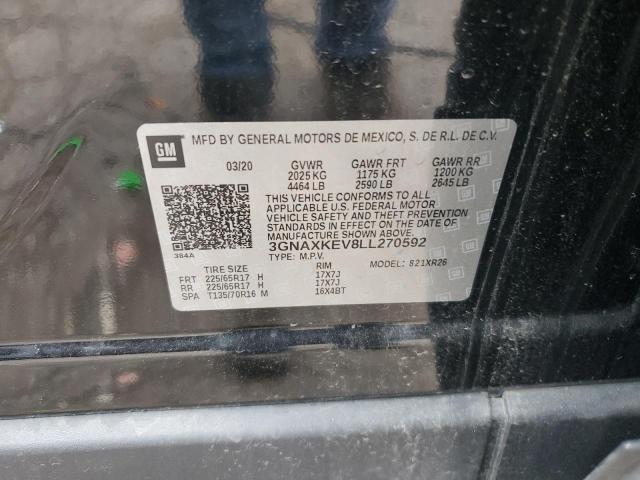 GM MFD BY GENERAL MOTORS DE MEXICO, S. DE R.L. DE C.V.
03/20 GVWR GAWR FRT GAWR RR
2025 KG 1175 KG 1200 KG
4464 LB 2590 LB 2645 LB
THIS VEHICLE CONFORMS TO ALL
APPLICABLE U.S. FEDERAL MOTOR
VEHICLE SAFETY AND THEFT PREVENTION
STANDARDS IN EFFECT ON THE DATE OF
MANUFACTURE SHOWN ABOVE.
3GNAXKEV8LL270592
384A TYPE: M.P.V. MODEL: 821XR26
TIRE SIZE RIM
FRT 225/65R17 H 17X7J
RR 225/65R17 H 17X7J
SPA T135/70R16 M 16X4BT